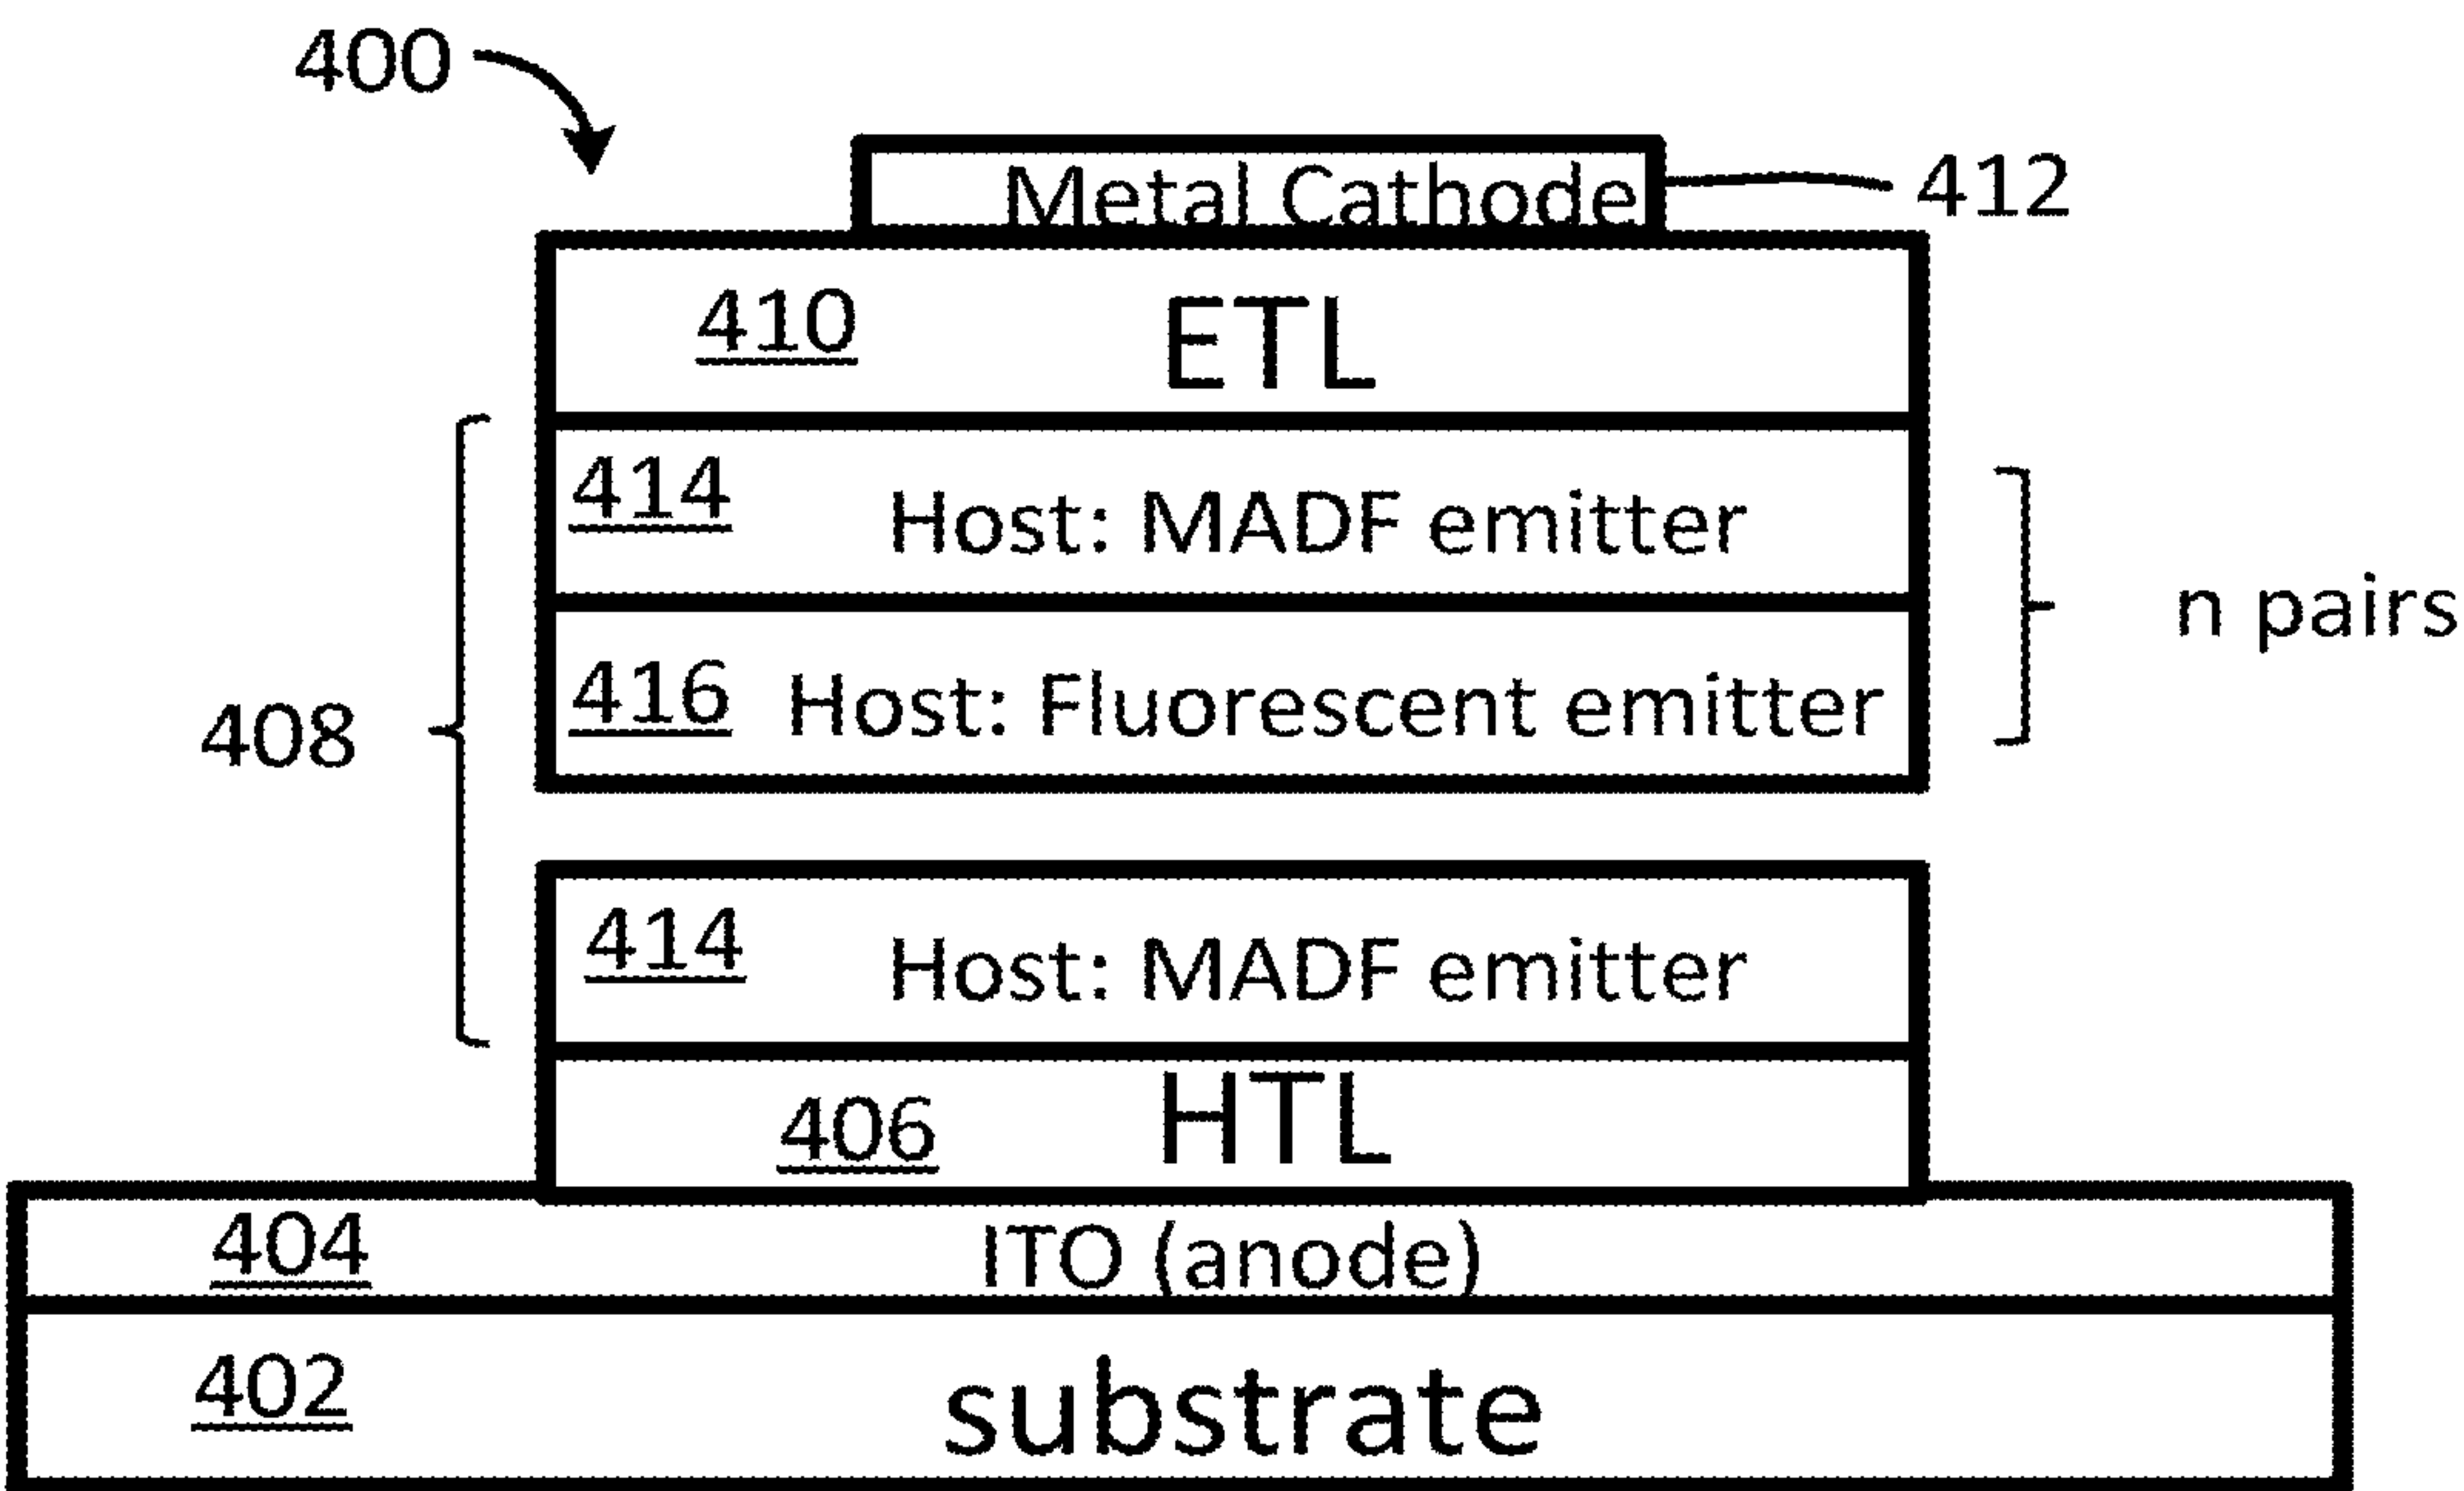 400
Metal Cathode 412
410 ETL
414 Host: MADF emitter
n pairs
416 Host: Fluorescent emitter
408
414 Host: MADF emitter
406 HTL
404 ITO (anode)
402 substrate